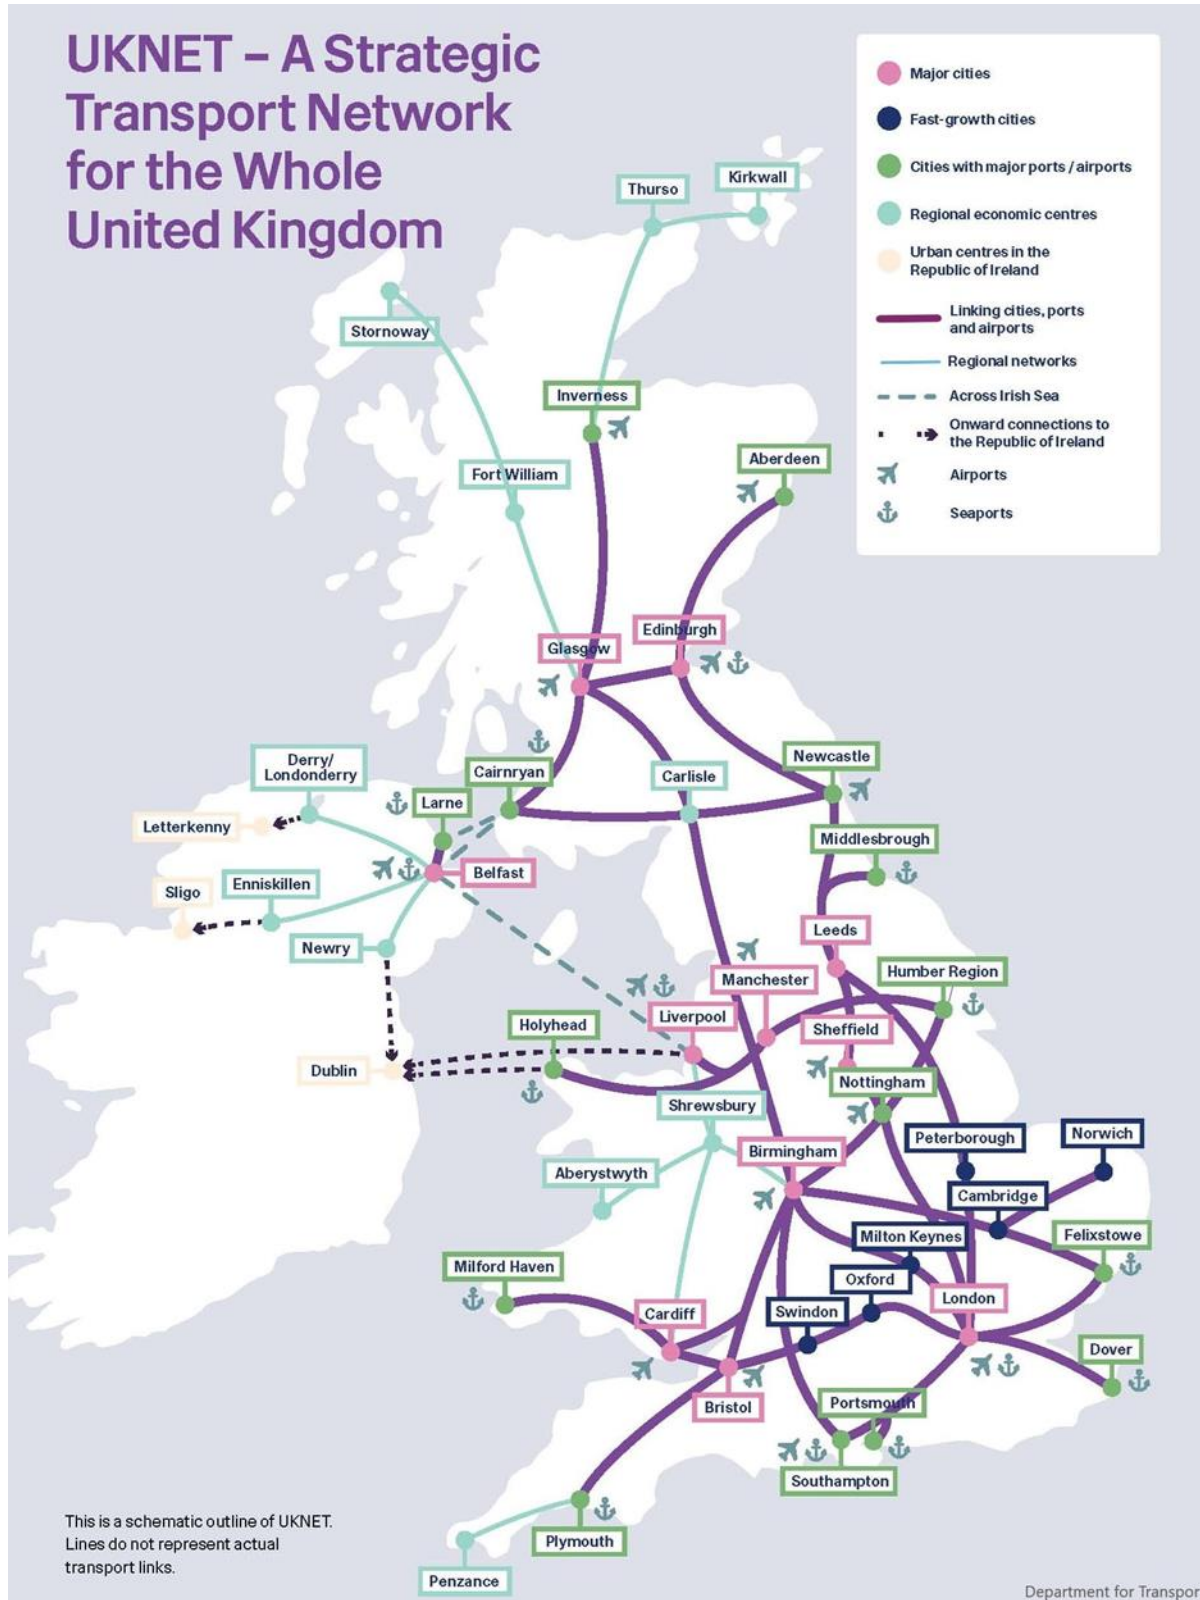 UKNET – A Strategic
Transport Network
for the Whole
United Kingdom
Major cities
Fast-growth cities
Cities with major ports / airports
Regional economic centres
Urban centres in the
Republic of Ireland
Linking cities, ports
and airports
Regional networks
Across Irish Sea
Onward connections to
the Republic of Ireland
Airports
Seaports
Kirkwall
Thurso
Stornoway
Inverness
Aberdeen
Fort William
Edinburgh
Glasgow
Derry/
Londonderry
Cairnryan
Carlisle
Newcastle
Larne
Letterkenny
Middlesbrough
Belfast
Sligo
Enniskillen
Newry
Leeds
Manchester
Humber Region
Liverpool
Holyhead
Sheffield
Dublin
Nottingham
Shrewsbury
Peterborough
Norwich
Birmingham
Aberystwyth
Cambridge
Milton Keynes
Felixstowe
Milford Haven
Oxford
London
Cardiff
Swindon
Dover
Bristol
Portsmouth
Southampton
Plymouth
Penzance
This is a schematic outline of UKNET.
Lines do not represent actual
transport links.
Department for Transpor